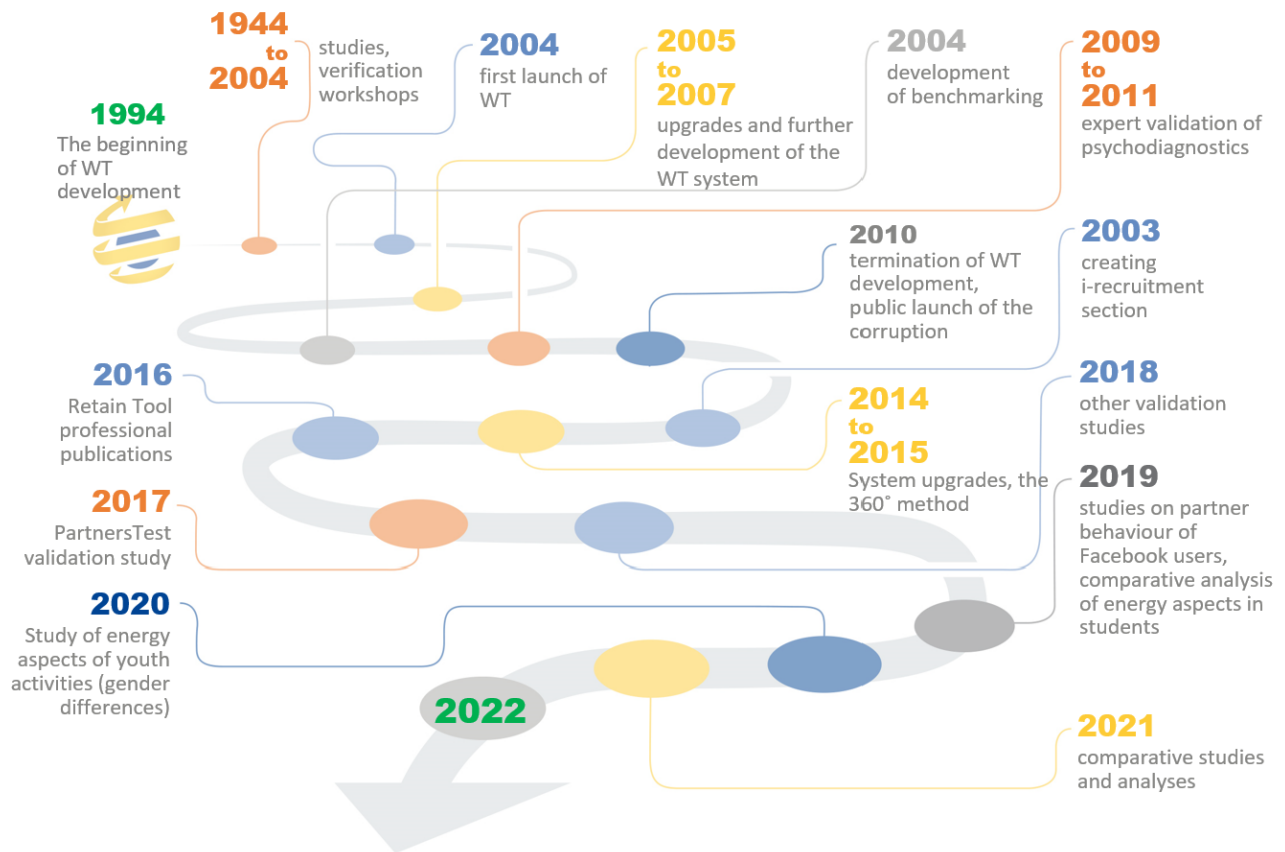 1994
The beginning
of WT
development
1944
to
2004
studies,
verification
workshops
2004
first launch of
WT
2005
to
2007
upgrades and further
development of the
WT system
2004
development
of benchmarking
2009
to
2011
expert validation of
psychodiagnostics
2010
termination of WT
development,
public launch of the
corruption
2003
creating
i-recruitment
section
2014
to
2015
System upgrades, the
360° method
2016
Retain Tool
professional
publications
2017
PartnersTest
validation study
2018
other validation
studies
2019
studies on partner
behaviour of
Facebook users,
comparative analysis
of energy aspects in
students
2020
Study of energy
aspects of youth
activities (gender
differences)
2021
comparative studies
and analyses
2022